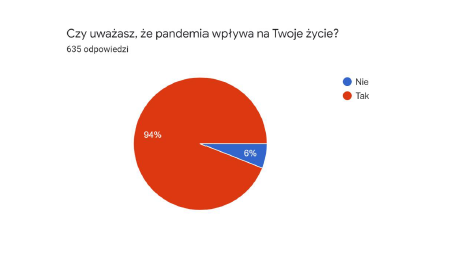 Czy uważasz, że pandemia wpływa na Twoje życie?
635 odpowiedzi
Nie
Tak
94%
6%